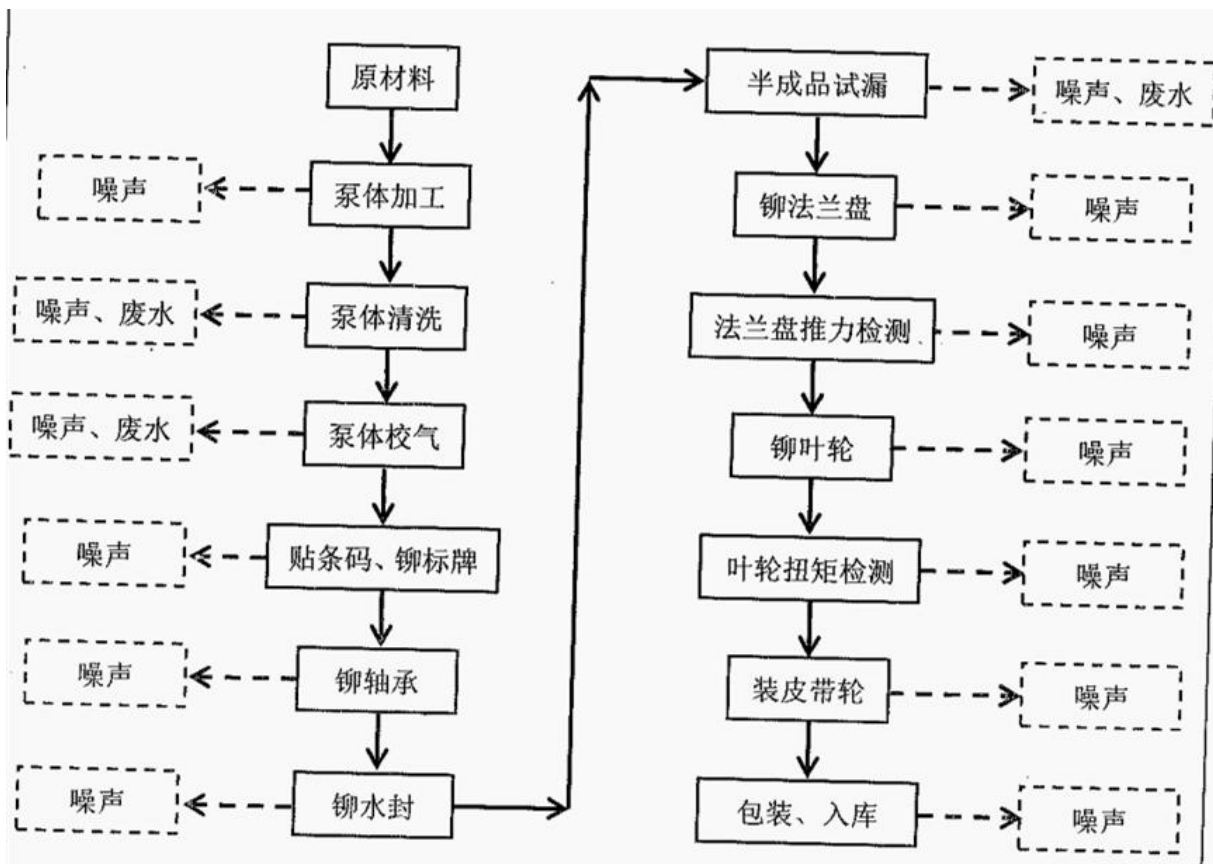 原材料
噪声
泵体加工
噪声、废水
泵体清洗
噪声、废水
泵体校气
噪声
贴条码、铆标牌
噪声
铆轴承
噪声
铆水封
半成品试漏
噪声、废水
铆法兰盘
噪声
法兰盘推力检测
噪声
铆叶轮
噪声
叶轮扭矩检测
噪声
装皮带轮
噪声
包装、入库
噪声